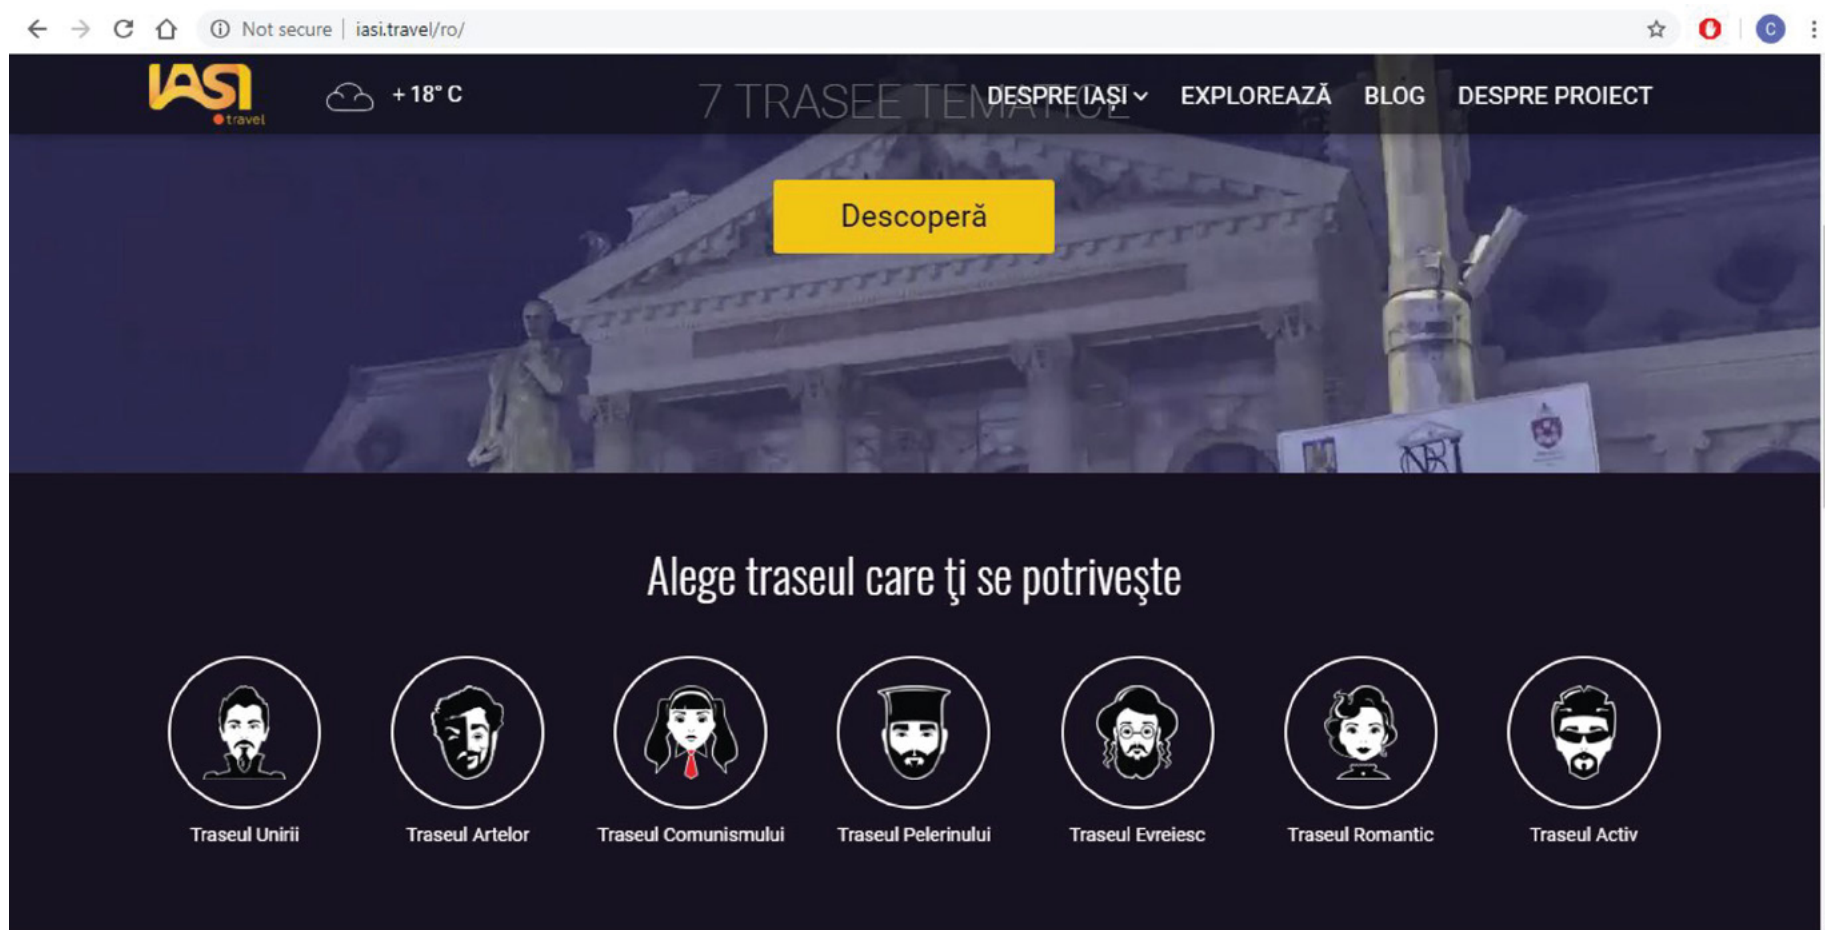 Not secure | iasi.travel/ro/
C
IASI
travel
+ 18° C
7 TRASEE TEMATICE
DESPRE IAȘI
EXPLOREAZĂ
BLOG
DESPRE PROIECT
Descoperă
Alege traseul care ţi se potriveşte
Traseul Unirii
Traseul Artelor
Traseul Comunismului
Traseul Pelerinului
Traseul Evreiesc
Traseul Romantic
Traseul Activ